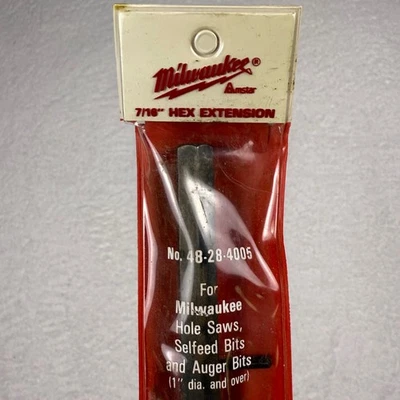 Milwaukee®
Amstar
7/16" HEX EXTENSION
No. 48-28-4005
For
Milwaukee
Hole Saws,
Selfeed Bits
and Auger Bits
(1" dia. and over)